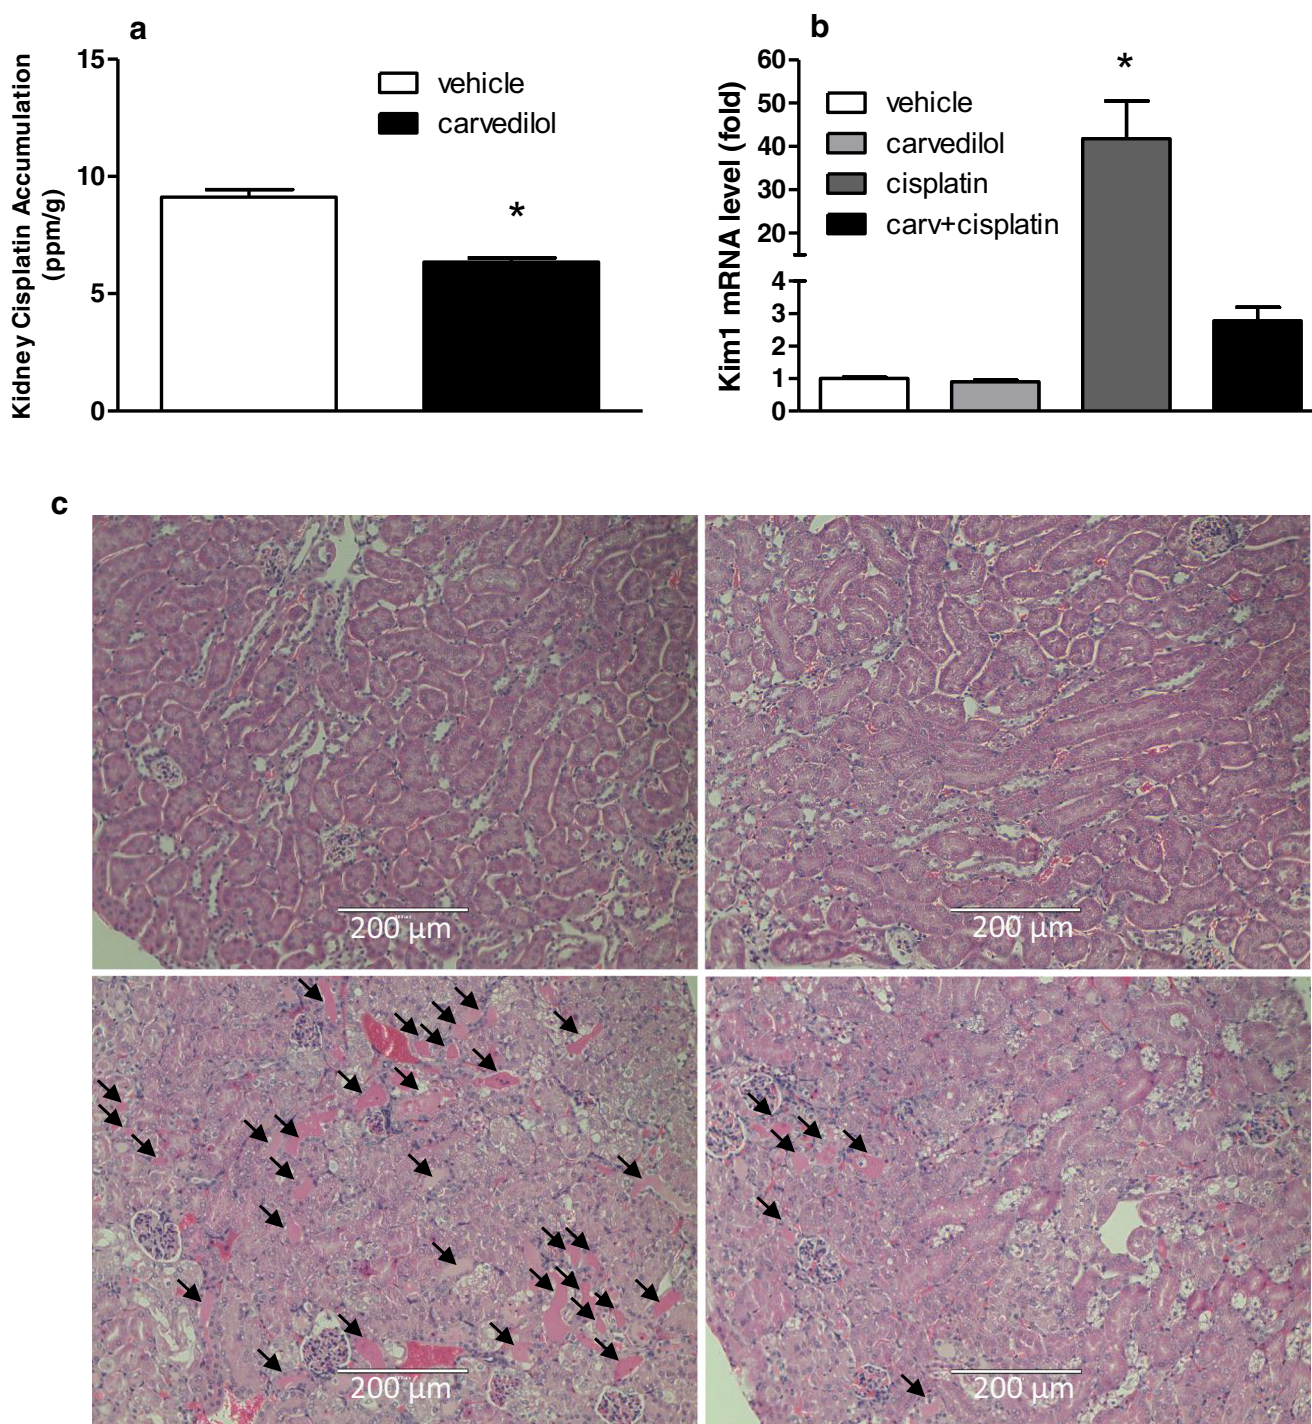 a
Kidney Cisplatin Accumulation
(ppm/g)
15
10
5
0
vehicle
carvedilol
*
b
Kim1 mRNA level (fold)
60
50
40
30
20
4
3
2
1
0
vehicle
carvedilol
cisplatin
carv+cisplatin
*
c
200 µm
200 µm
200 µm
200 µm